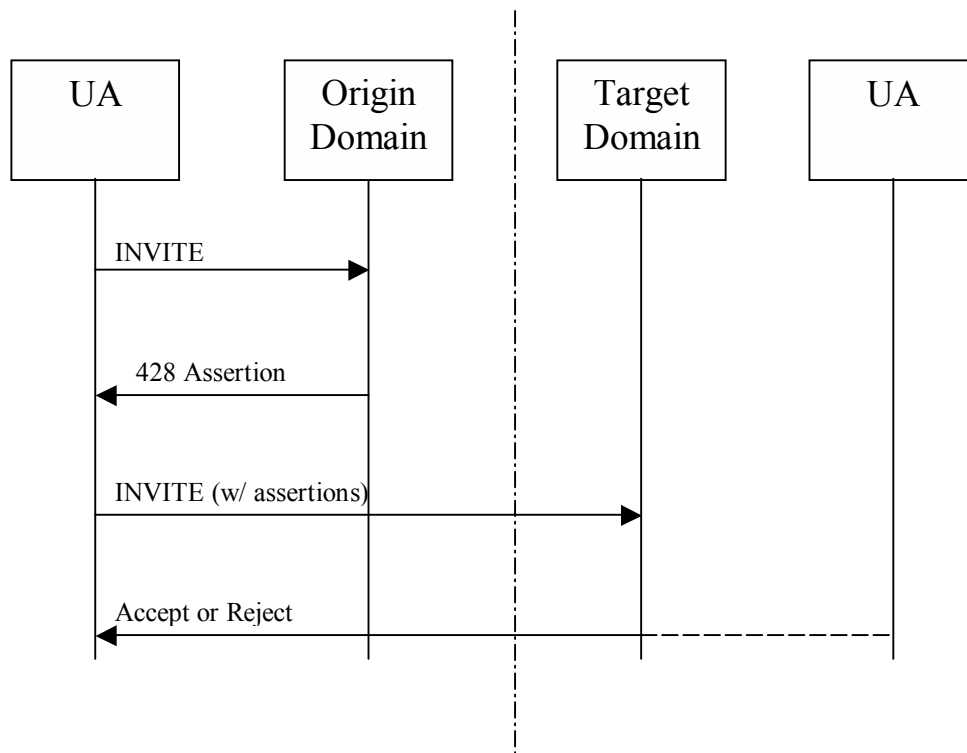 UA
Origin
Domain
Target
Domain
UA
INVITE
428 Assertion
INVITE (w/ assertions)
Accept or Reject